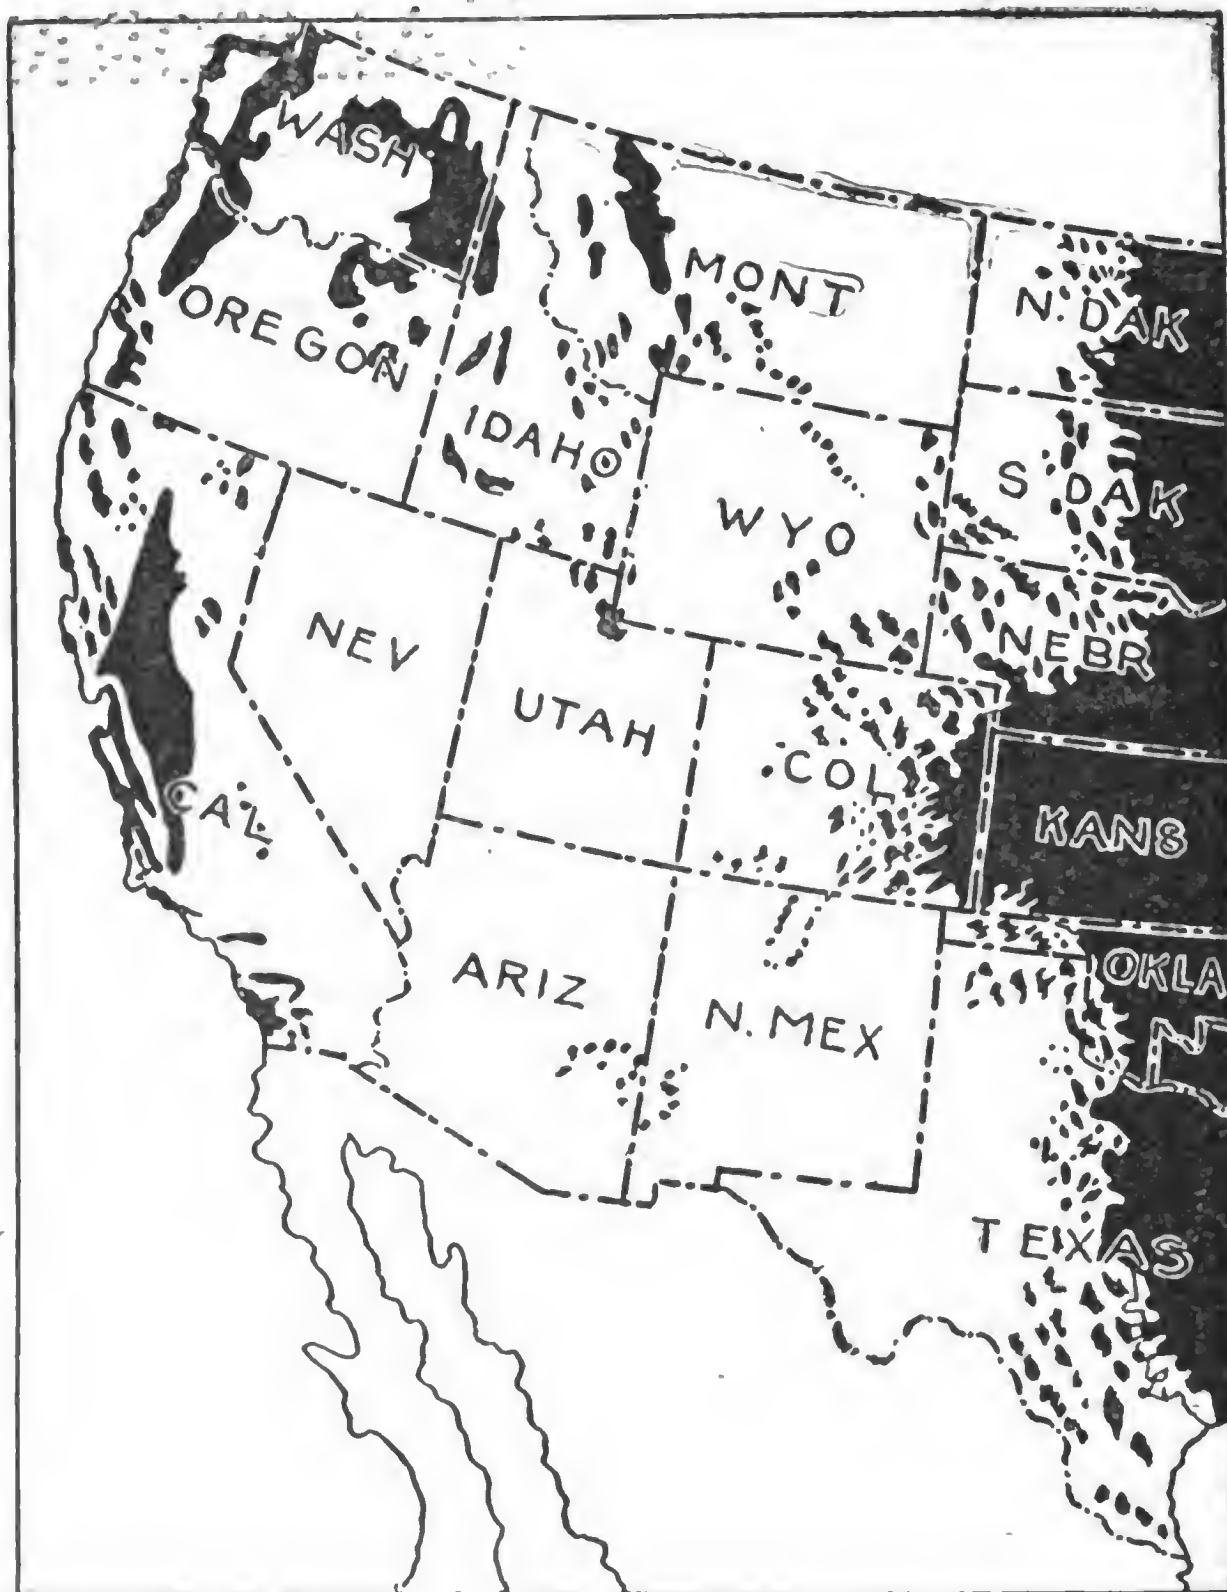 WASH
MONT
N. DAK
OREGON
IDAHO
S DAK
WYO
NEV
NEBR
UTAH
COL
CAL
KANS
ARIZ
OKLA
N. MEX
TEXAS